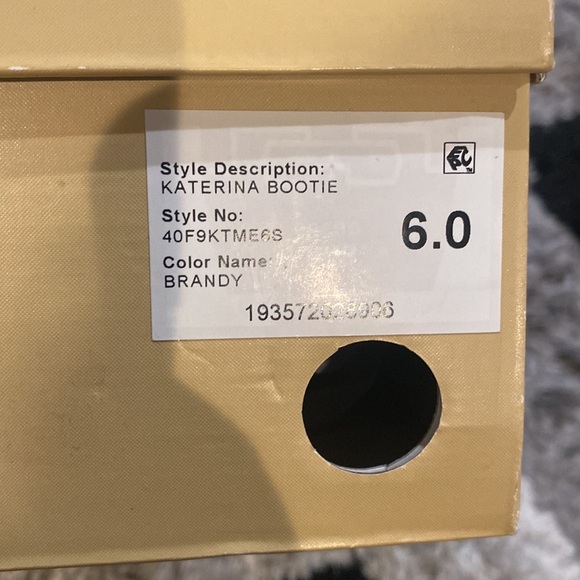 Style Description:
KATERINA BOOTIE
Style No:
40F9KTME6S
6.0
Color Name:
BRANDY